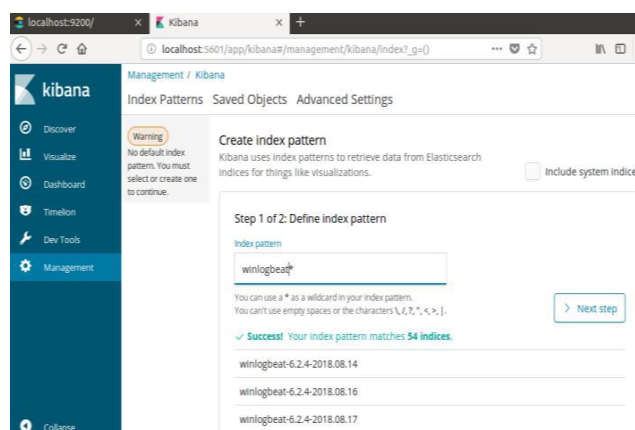 localhost:9200/
Kibana
localhost:5601/app/kibana#/management/kibana/index?_g=()
kibana
Discover
Visualize
Dashboard
Timelion
Dev Tools
Management
Collapse
Management / Kibana
Index Patterns Saved Objects Advanced Settings
Warning
No default index
pattern. You must
select or create one
to continue.
Create index pattern
Kibana uses index patterns to retrieve data from Elasticsearch
indices for things like visualizations.
Include system indice
Step 1 of 2: Define index pattern
Index pattern
winlogbeat*
You can use a * as a wildcard in your index pattern.
You can't use empty spaces or the characters \, /, ?, ", <, >, |.
Next step
Success! Your index pattern matches 54 indices.
winlogbeat-6.2.4-2018.08.14
winlogbeat-6.2.4-2018.08.16
winlogbeat-6.2.4-2018.08.17